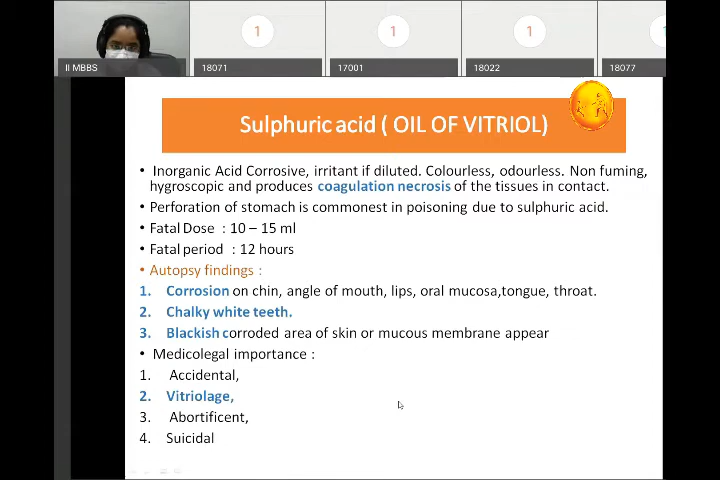 1
1
1
1
II MBBS
18071
17001
18022
18077
Sulphuric acid ( OIL OF VITRIOL)
• Inorganic Acid Corrosive, irritant if diluted. Colourless, odourless. Non fuming,
hygroscopic and produces coagulation necrosis of the tissues in contact.
• Perforation of stomach is commonest in poisoning due to sulphuric acid.
• Fatal Dose : 10 – 15 ml
• Fatal period : 12 hours
• Autopsy findings :
1. Corrosion on chin, angle of mouth, lips, oral mucosa,tongue, throat.
2. Chalky white teeth.
3. Blackish corroded area of skin or mucous membrane appear
• Medicolegal importance :
1. Accidental,
2. Vitriolage,
3. Abortificent,
4. Suicidal